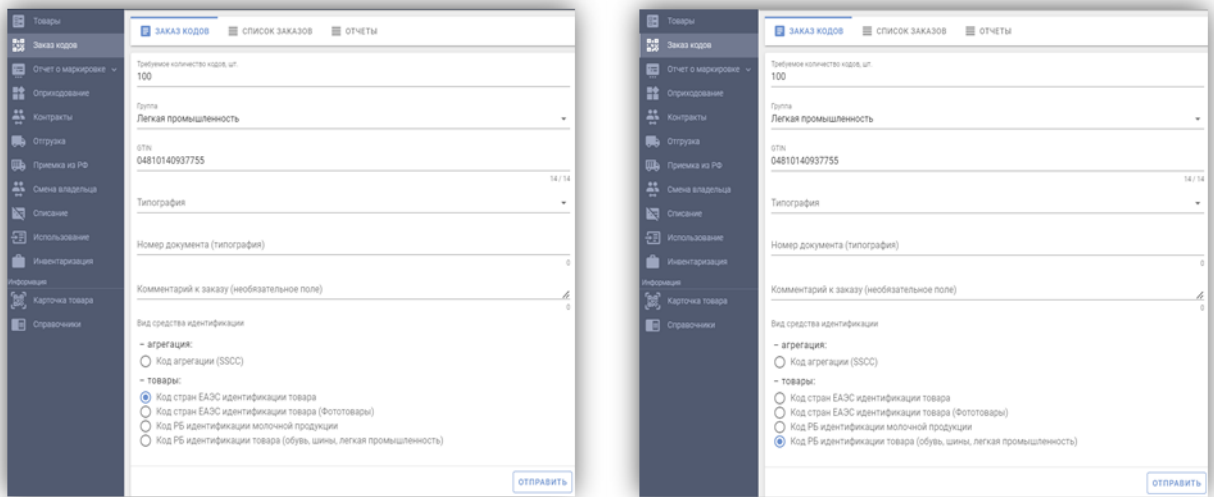 Товары
Заказ кодов
Отчет о маркировке
Оприходование
Контракты
Отгрузка
Приемка из РФ
Смена владельца
Списание
Использование
Инвентаризация
Информация
Карточка товара
Справочники
ЗАКАЗ КОДОВ СПИСОК ЗАКАЗОВ ОТЧЕТЫ
Требуемое количество кодов, шт.
100
Группа
Легкая промышленность
GTIN
04810140937755
14 / 14
Типография
Номер документа (типография)
0
Комментарий к заказу (необязательное поле)
0
Вид средства идентификации
– агрегация:
Код агрегации (SSCC)
– товары:
Код стран ЕАЭС идентификации товара
Код стран ЕАЭС идентификации товара (Фототовары)
Код РБ идентификации молочной продукции
Код РБ идентификации товара (обувь, шины, легкая промышленность)
ОТПРАВИТЬ
Товары
Заказ кодов
Отчет о маркировке
Оприходование
Контракты
Отгрузка
Приемка из РФ
Смена владельца
Списание
Использование
Инвентаризация
Информация
Карточка товара
Справочники
ЗАКАЗ КОДОВ СПИСОК ЗАКАЗОВ ОТЧЕТЫ
Требуемое количество кодов, шт.
100
Группа
Легкая промышленность
GTIN
04810140937755
14 / 14
Типография
Номер документа (типография)
0
Комментарий к заказу (необязательное поле)
0
Вид средства идентификации
– агрегация:
Код агрегации (SSCC)
– товары:
Код стран ЕАЭС идентификации товара
Код стран ЕАЭС идентификации товара (Фототовары)
Код РБ идентификации молочной продукции
Код РБ идентификации товара (обувь, шины, легкая промышленность)
ОТПРАВИТЬ